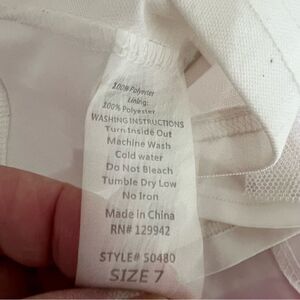 100% Polyester
Lining:
100% Polyester
WASHING INSTRUCTIONS
Turn Inside Out
Machine Wash
Cold water
Do Not Bleach
Tumble Dry Low
No Iron
Made in China
RN# 129942
STYLE# 50480
SIZE 7